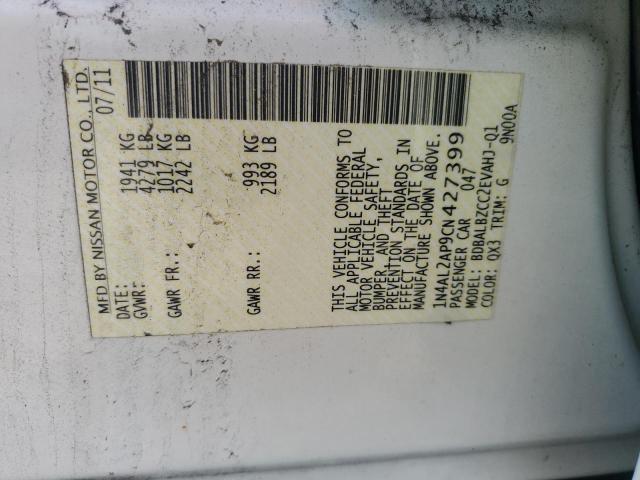 MFD BY NISSAN MOTOR CO., LTD.
DATE: 07/11
GVWR: 1941 KG
4279 LB
GAWR FR.: 1017 KG
2242 LB
GAWR RR.: 993 KG
2189 LB
THIS VEHICLE CONFORMS TO
ALL APPLICABLE FEDERAL
MOTOR VEHICLE SAFETY,
BUMPER, AND THEFT
PREVENTION STANDARDS IN
EFFECT ON THE DATE OF
MANUFACTURE SHOWN ABOVE.
1N4AL2AP9CN427399
PASSENGER CAR 047
MODEL: BDBALBZCC2EVAHJ-Q1
COLOR: QX3 TRIM: G 9N00A